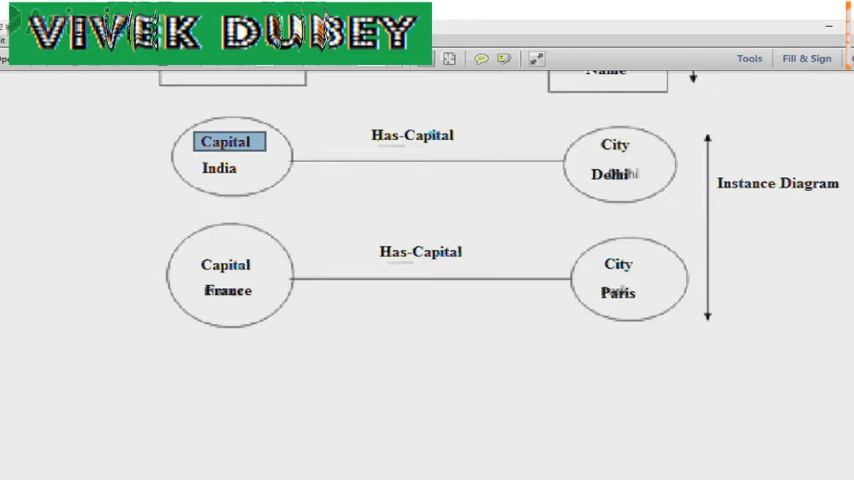 VIVEK DUBEY
Tools
Fill & Sign
Name
Capital
India
Has-Capital
City
Delhi
Instance Diagram
Capital
France
Has-Capital
City
Paris